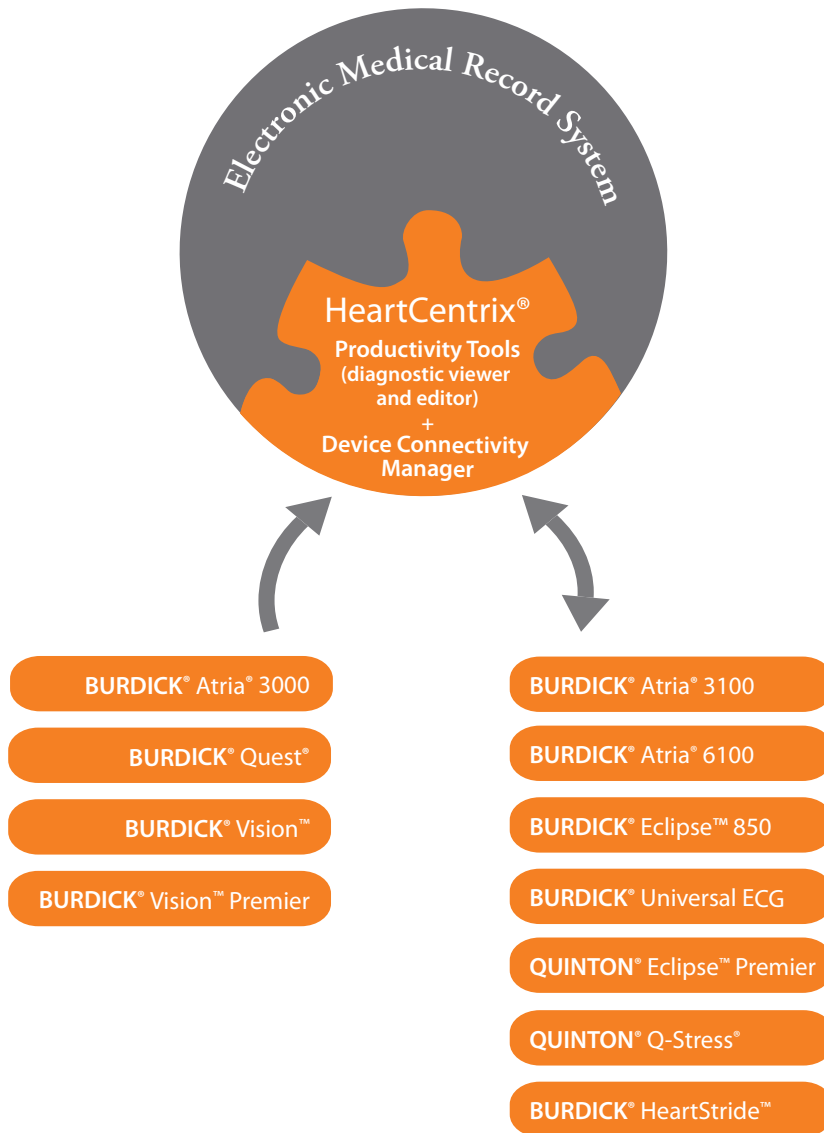 Electronic Medical Record System
HeartCentrix®
Productivity Tools
(diagnostic viewer
and editor)
+
Device Connectivity
Manager
BURDICK® Atria® 3000
BURDICK® Quest®
BURDICK® Vision™
BURDICK® Vision™ Premier
BURDICK® Atria® 3100
BURDICK® Atria® 6100
BURDICK® Eclipse™ 850
BURDICK® Universal ECG
QUINTON® Eclipse™ Premier
QUINTON® Q-Stress®
BURDICK® HeartStride™